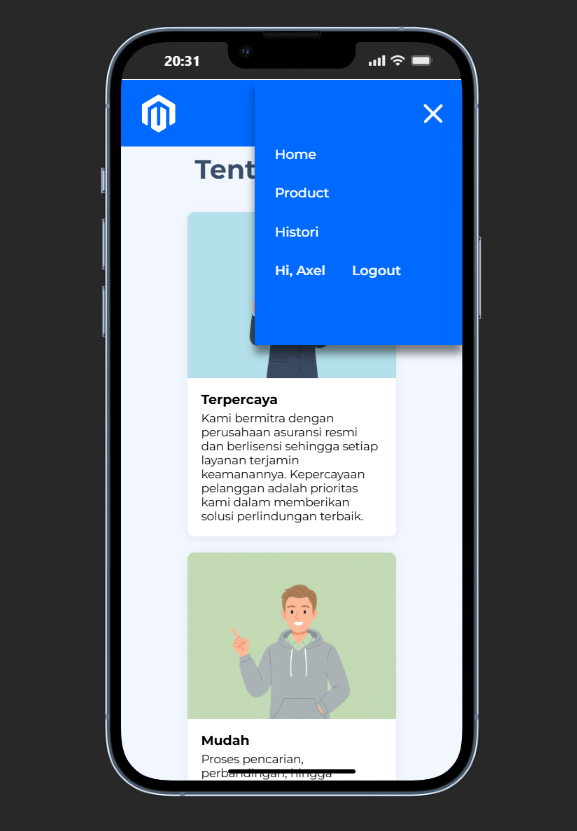 20:31
Home
Tent
Product
Histori
Hi, Axel Logout
Terpercaya
Kami bermitra dengan
perusahaan asuransi resmi
dan berlisensi sehingga setiap
layanan terjamin
keamanannya. Kepercayaan
pelanggan adalah prioritas
kami dalam memberikan
solusi perlindungan terbaik.
Mudah
Proses pencarian,
perbandingan, hingga